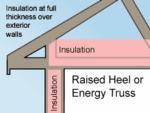 Insulation at full
thickness over
exterior
walls
Insulation
Insulation
Raised Heel or
Energy Truss